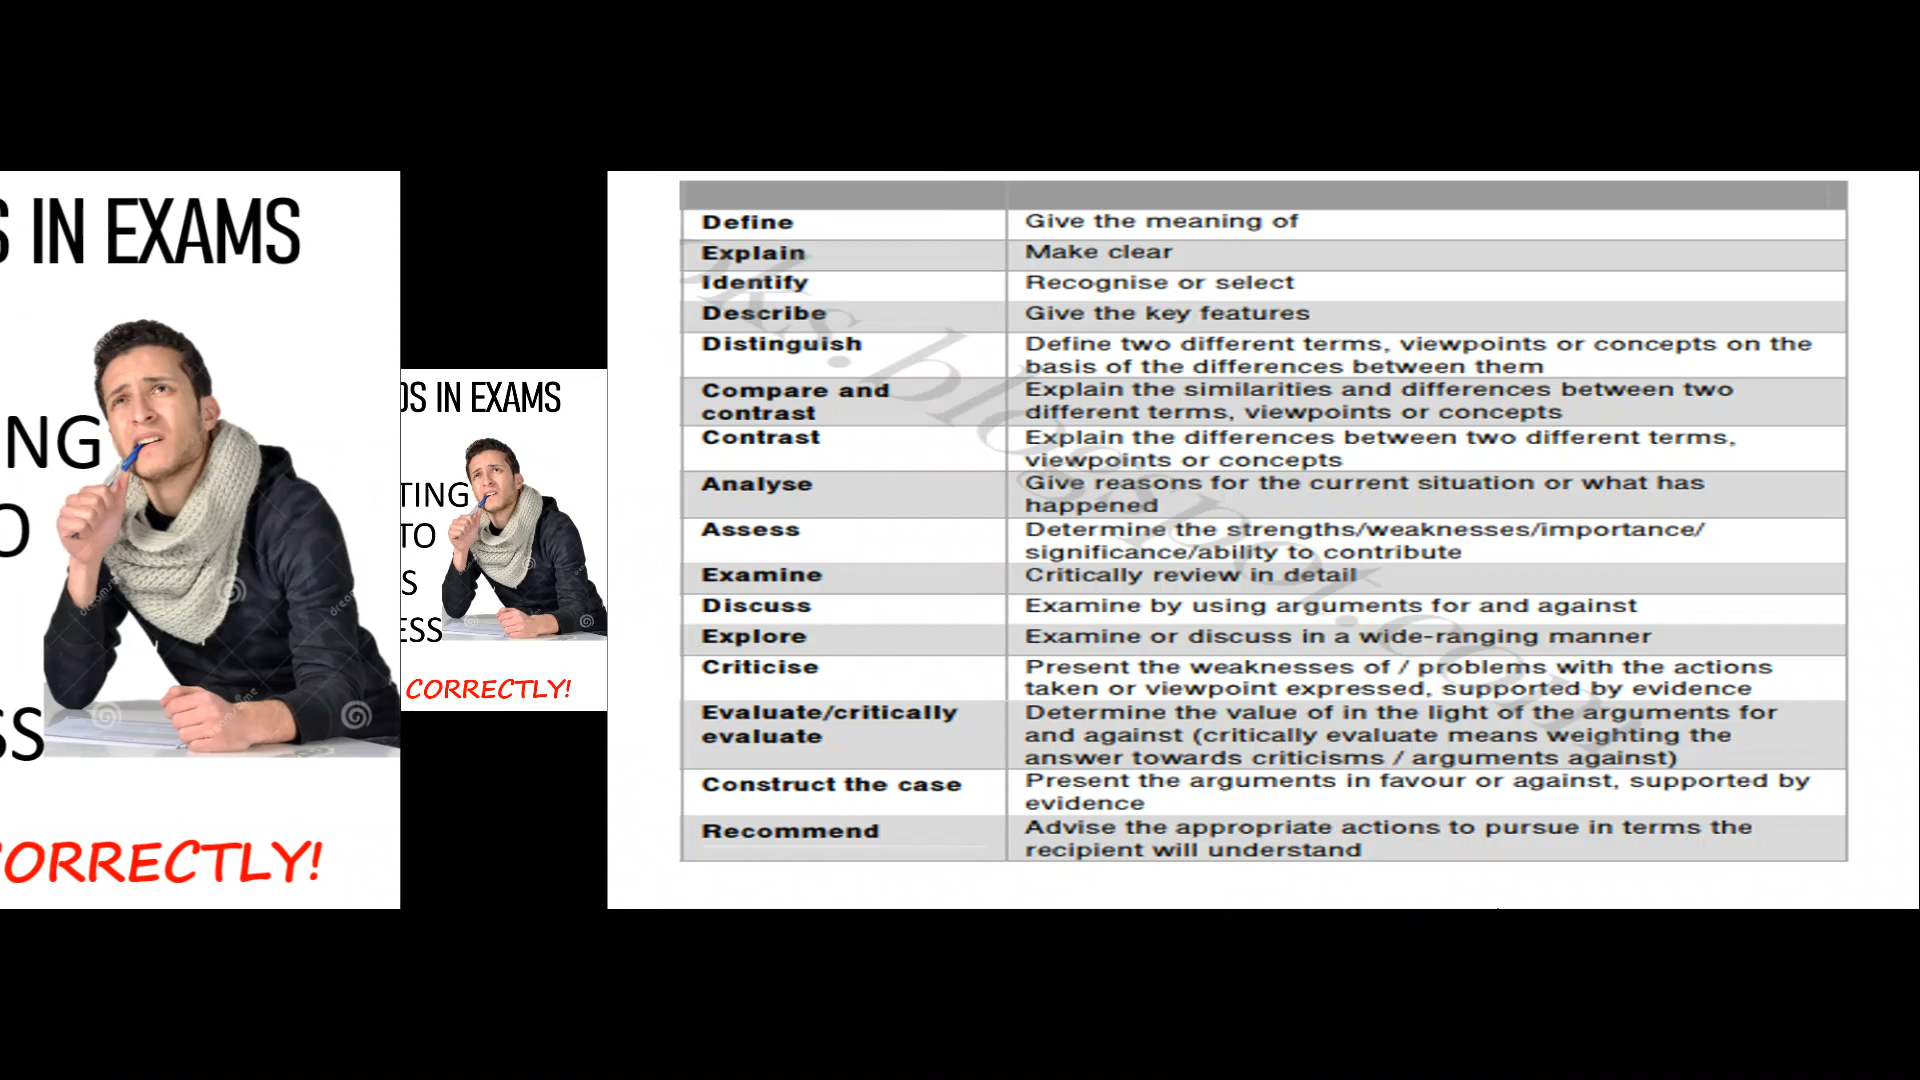 S IN EXAMS
NG
O
SS
CORRECTLY!
DS IN EXAMS
TING
TO
S
ESS
CORRECTLY!
Define Give the meaning of
Explain Make clear
Identify Recognise or select
Describe Give the key features
Distinguish Define two different terms, viewpoints or concepts on the
basis of the differences between them
Compare and Explain the similarities and differences between two
contrast different terms, viewpoints or concepts
Contrast Explain the differences between two different terms,
viewpoints or concepts
Analyse Give reasons for the current situation or what has
happened
Assess Determine the strengths/weaknesses/importance/
significance/ability to contribute
Examine Critically review in detail
Discuss Examine by using arguments for and against
Explore Examine or discuss in a wide-ranging manner
Criticise Present the weaknesses of / problems with the actions
taken or viewpoint expressed, supported by evidence
Evaluate/critically Determine the value of in the light of the arguments for
evaluate and against (critically evaluate means weighting the
answer towards criticisms / arguments against)
Construct the case Present the arguments in favour or against, supported by
evidence
Recommend Advise the appropriate actions to pursue in terms the
recipient will understand
ks.blogspot.com